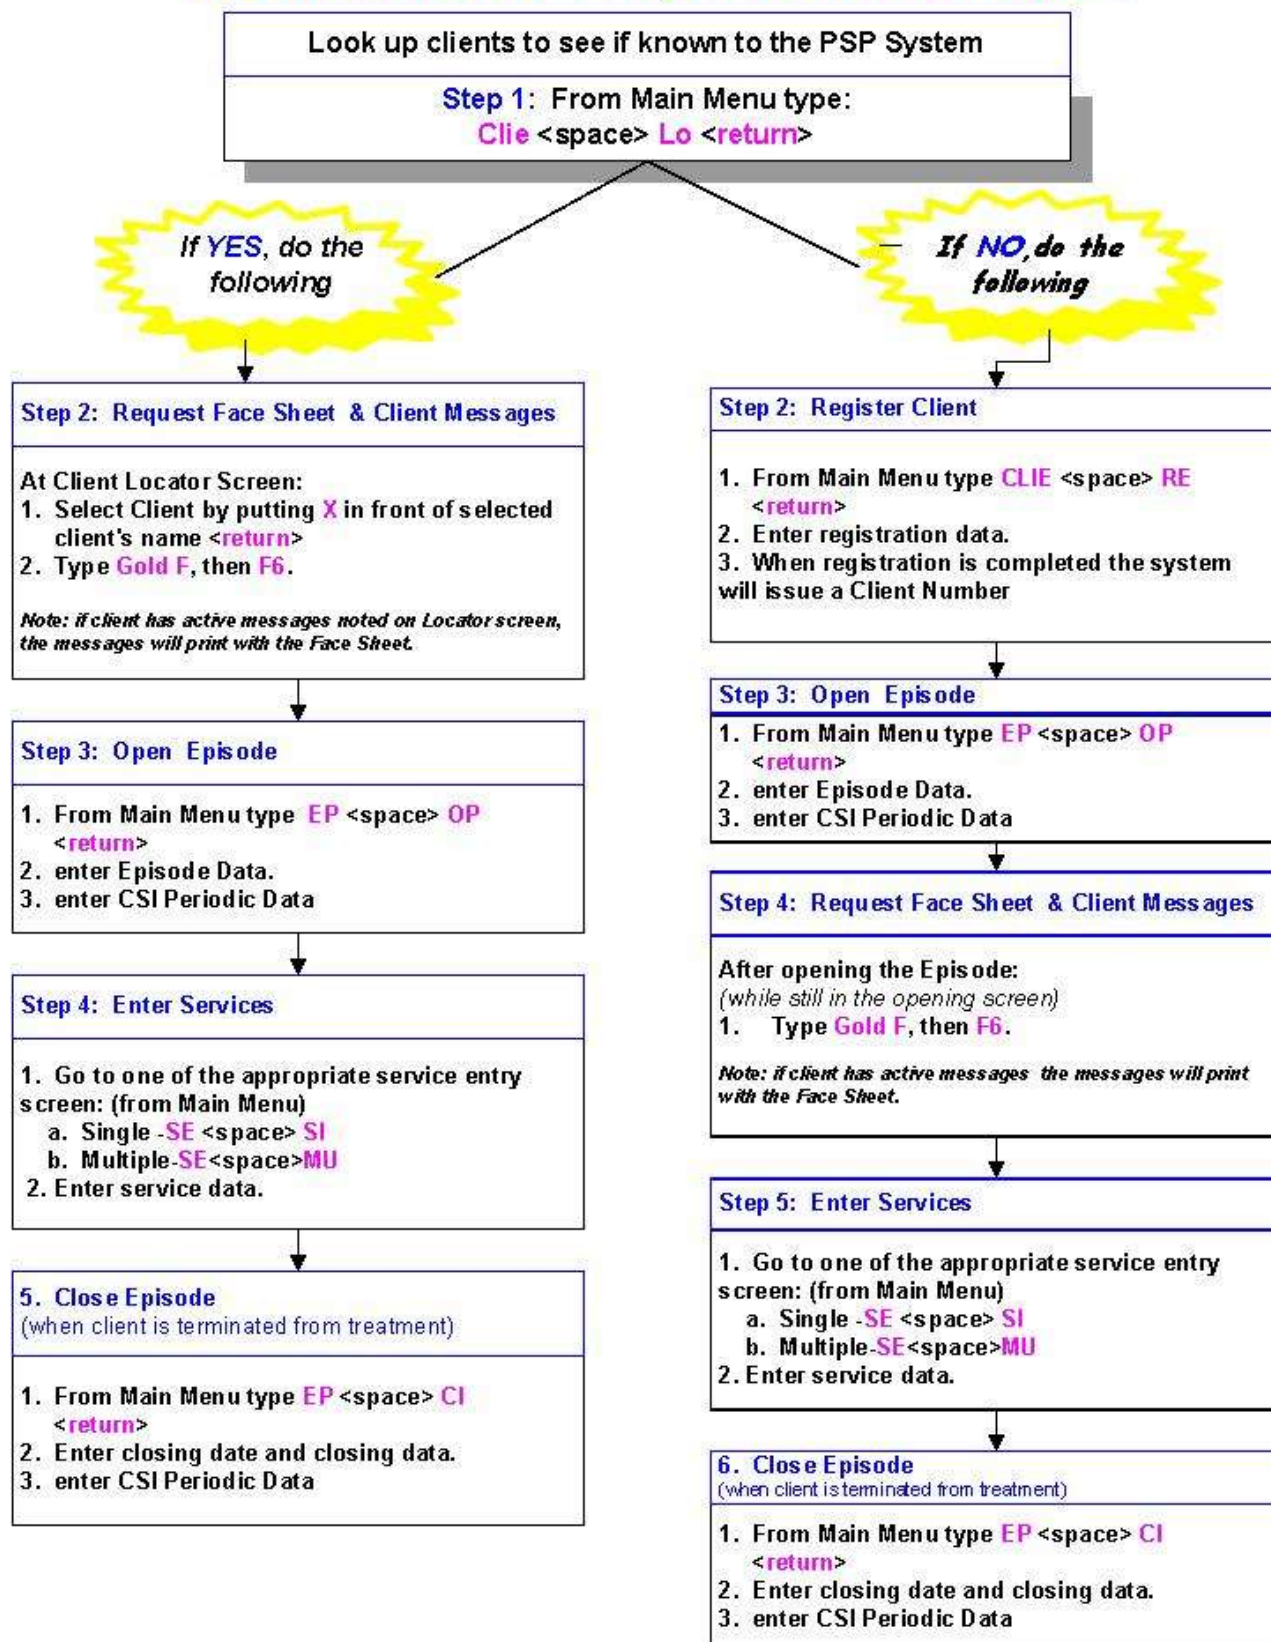 Look up clients to see if known to the PSP System
Step 1: From Main Menu type:
Clie <space> Lo <return>
If YES, do the
following
If NO, do the
following
Step 2: Request Face Sheet & Client Messages
At Client Locator Screen:
1. Select Client by putting X in front of selected
client's name <return>
2. Type Gold F, then F6.
Note: if client has active messages noted on Locator screen,
the messages will print with the Face Sheet.
Step 3: Open Episode
1. From Main Menu type EP <space> OP
<return>
2. enter Episode Data.
3. enter CSI Periodic Data
Step 4: Enter Services
1. Go to one of the appropriate service entry
screen: (from Main Menu)
a. Single -SE <space> SI
b. Multiple-SE<space>MU
2. Enter service data.
5. Close Episode
(when client is terminated from treatment)
1. From Main Menu type EP <space> CI
<return>
2. Enter closing date and closing data.
3. enter CSI Periodic Data
Step 2: Register Client
1. From Main Menu type CLIE <space> RE
<return>
2. Enter registration data.
3. When registration is completed the system
will issue a Client Number
Step 3: Open Episode
1. From Main Menu type EP <space> OP
<return>
2. enter Episode Data.
3. enter CSI Periodic Data
Step 4: Request Face Sheet & Client Messages
After opening the Episode:
(while still in the opening screen)
1. Type Gold F, then F6.
Note: if client has active messages the messages will print
with the Face Sheet.
Step 5: Enter Services
1. Go to one of the appropriate service entry
screen: (from Main Menu)
a. Single -SE <space> SI
b. Multiple-SE<space>MU
2. Enter service data.
6. Close Episode
(when client is terminated from treatment)
1. From Main Menu type EP <space> CI
<return>
2. Enter closing date and closing data.
3. enter CSI Periodic Data